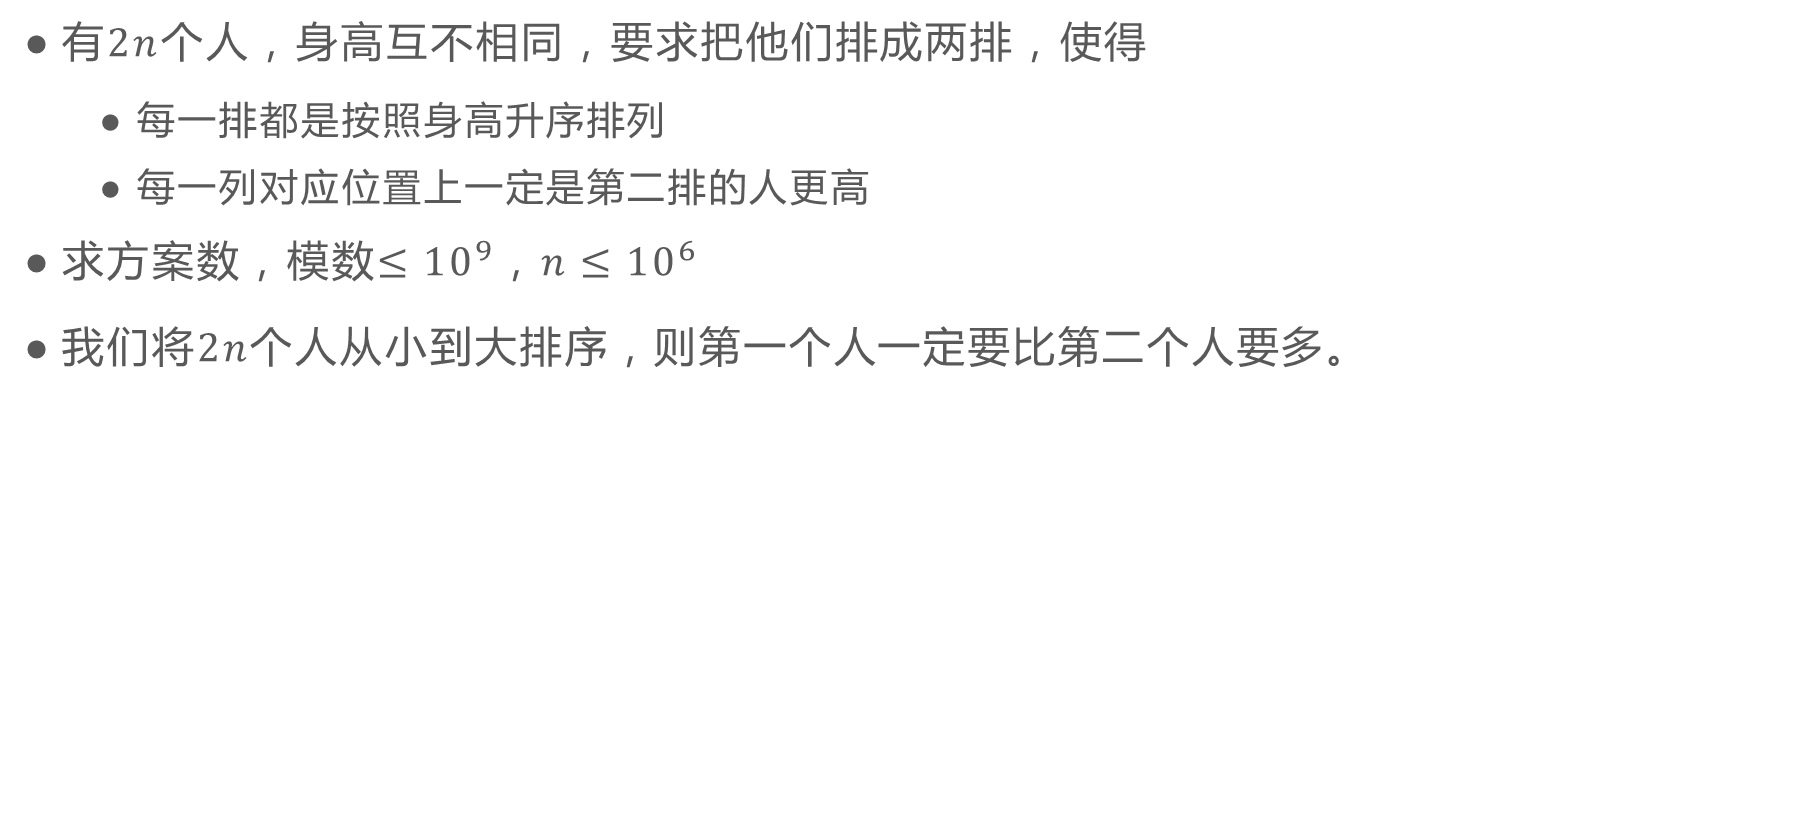 • 有2n个人，身高互不相同，要求把他们排成两排，使得
• 每一排都是按照身高升序排列
• 每一列对应位置上一定是第二排的人更高
• 求方案数，模数≤ 10⁹，n ≤ 10⁶
• 我们将2n个人从小到大排序，则第一个人一定要比第二个人要多。